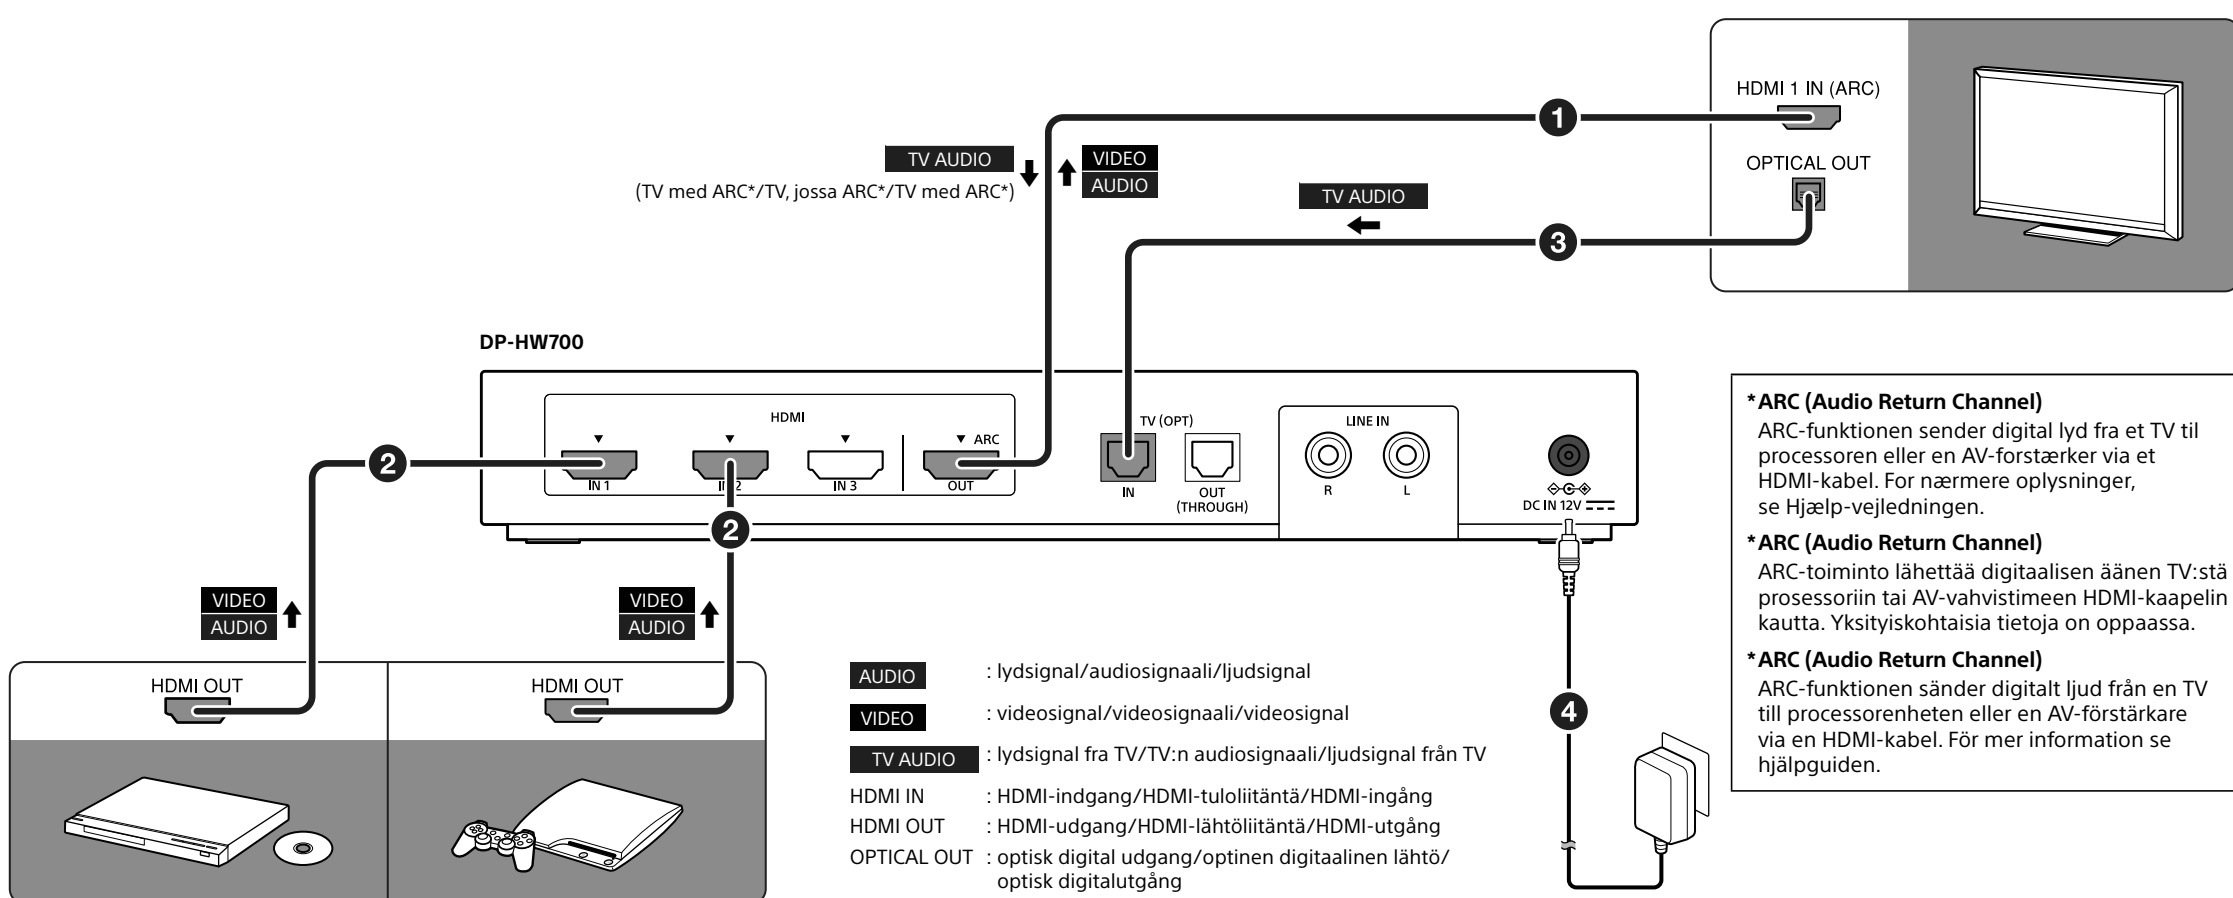 HDMI 1 IN (ARC)
OPTICAL OUT
1
TV AUDIO
(TV med ARC*/TV, jossa ARC*/TV med ARC*)
VIDEO
AUDIO
TV AUDIO
3
DP-HW700
HDMI
ARC
IN 1
IN 2
IN 3
OUT
TV (OPT)
IN
OUT
(THROUGH)
LINE IN
R
L
DC IN 12V
2
2
VIDEO
AUDIO
VIDEO
AUDIO
HDMI OUT
HDMI OUT
4
AUDIO : lydsignal/audiosignaali/ljudsignal
VIDEO : videosignal/videosignaali/videosignal
TV AUDIO : lydsignal fra TV/TV:n audiosignaali/ljudsignal från TV
HDMI IN : HDMI-indgang/HDMI-tuloliitäntä/HDMI-ingång
HDMI OUT : HDMI-udgang/HDMI-lähtöliitäntä/HDMI-utgång
OPTICAL OUT : optisk digital udgang/optinen digitaalinen lähtö/
optisk digitalutgång
*ARC (Audio Return Channel)
ARC-funktionen sender digital lyd fra et TV til
processoren eller en AV-forstærker via et
HDMI-kabel. For nærmere oplysninger,
se Hjælp-vejledningen.
*ARC (Audio Return Channel)
ARC-toiminto lähettää digitaalisen äänen TV:stä
prosessoriin tai AV-vahvistimeen HDMI-kaapelin
kautta. Yksityiskohtaisia tietoja on oppaassa.
*ARC (Audio Return Channel)
ARC-funktionen sänder digitalt ljud från en TV
till processorenheten eller en AV-förstärkare
via en HDMI-kabel. För mer information se
hjälpguiden.